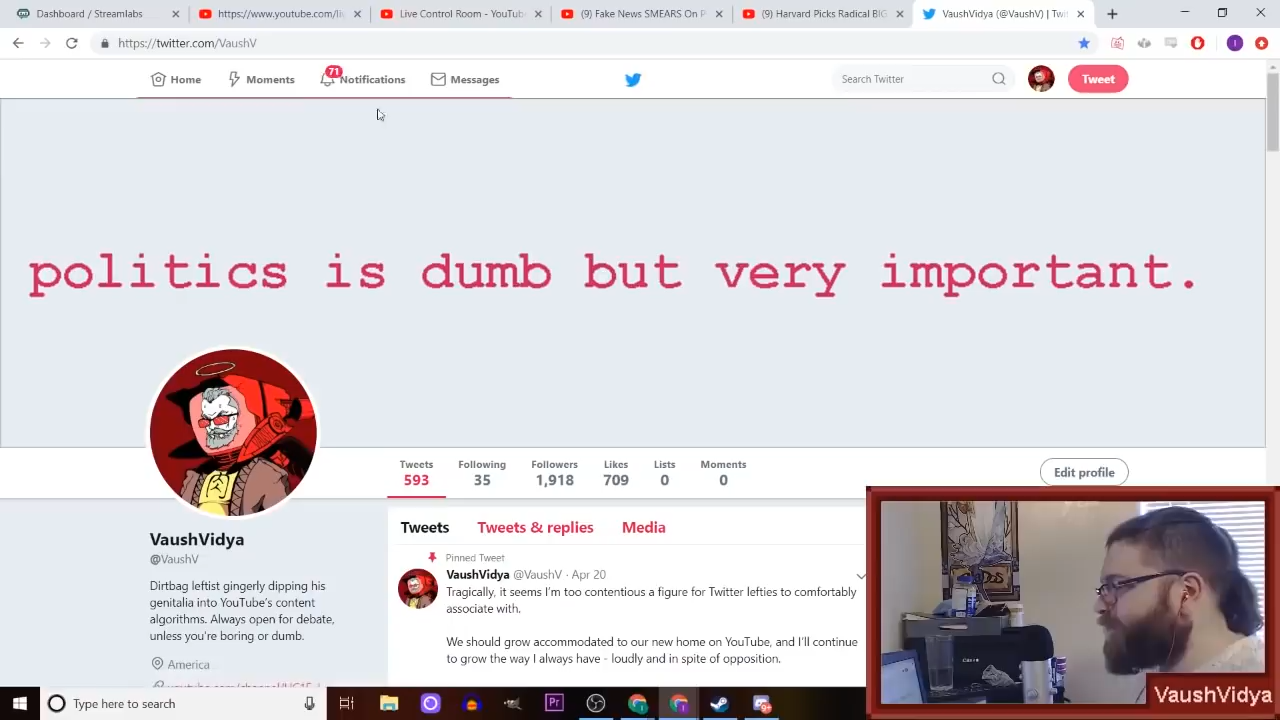 Dashboard / Streamlabs
https://www.youtube.com/li
Live Control Room - YouTub
(9) Fake News SMEARS On P
(9) Harvard Picks Radical BIG
VaushVidya (@VaushV) | Twi
https://twitter.com/VaushV
Home
Moments
71
Notifications
Messages
Search Twitter
Tweet
politics is dumb but very important.
Tweets
593
Following
35
Followers
1,918
Likes
709
Lists
0
Moments
0
Edit profile
VaushVidya
@VaushV
Dirtbag leftist gingerly dipping his
genitalia into YouTube's content
algorithms. Always open for debate,
unless you're boring or dumb.
America
Tweets
Tweets & replies
Media
Pinned Tweet
VaushVidya @VaushV · Apr 20
Tragically, it seems I'm too contentious a figure for Twitter lefties to comfortably
associate with.
We should grow accommodated to our new home on YouTube, and I'll continue
to grow the way I always have - loudly and in spite of opposition.
VaushVidya
Type here to search
Pr